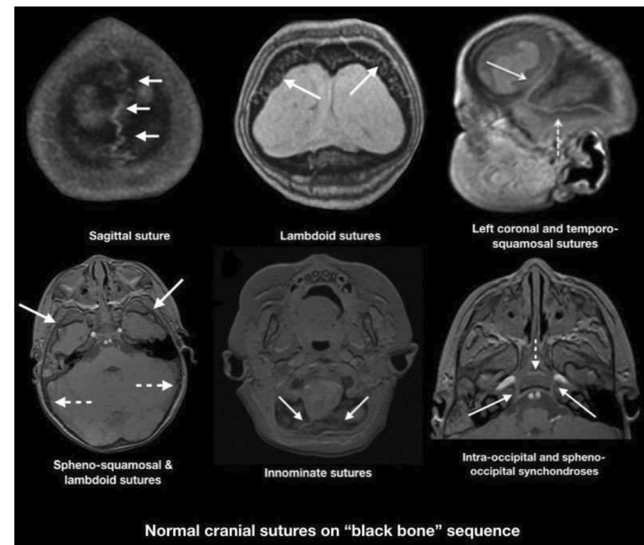 Sagittal suture
Lambdoid sutures
Left coronal and temporo-
squamosal sutures
Spheno-squamosal &
lambdoid sutures
Innominate sutures
Intra-occipital and spheno-
occipital synchondroses
Normal cranial sutures on “black bone” sequence